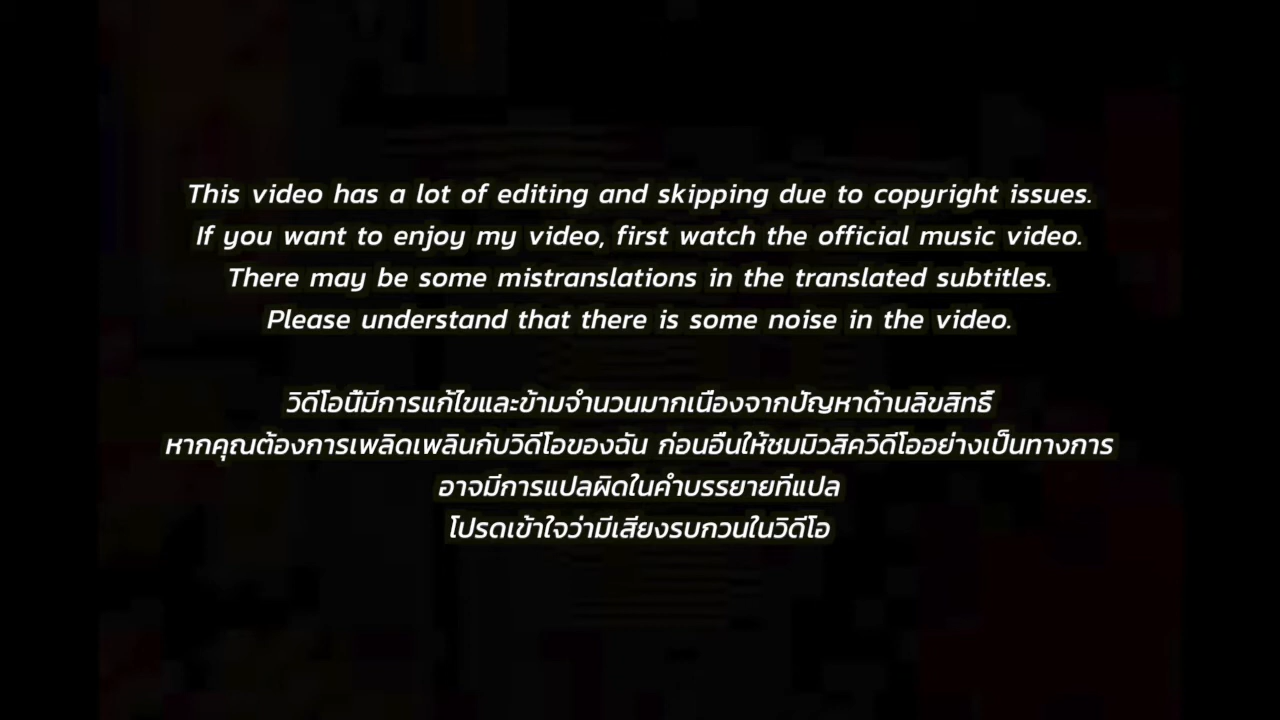 This video has a lot of editing and skipping due to copyright issues.
If you want to enjoy my video, first watch the official music video.
There may be some mistranslations in the translated subtitles.
Please understand that there is some noise in the video.
วิดีโอนี้มีการแก้ไขและข้ามจำนวนมากเนื่องจากปัญหาด้านลิขสิทธิ์
หากคุณต้องการเพลิดเพลินกับวิดีโอของฉัน ก่อนอื่นให้ชมมิวสิควิดีโออย่างเป็นทางการ
อาจมีการแปลผิดในคำบรรยายที่แปล
โปรดเข้าใจว่ามีเสียงรบกวนในวิดีโอ